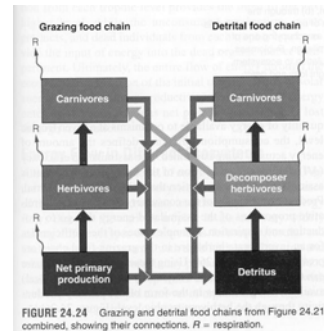 Grazing food chain
Detrital food chain
R
R
Carnivores
Carnivores
R
R
Herbivores
Decomposer
herbivores
R
Net primary
production
Detritus
FIGURE 24.24 Grazing and detrital food chains from Figure 24.21
combined, showing their connections. R = respiration.